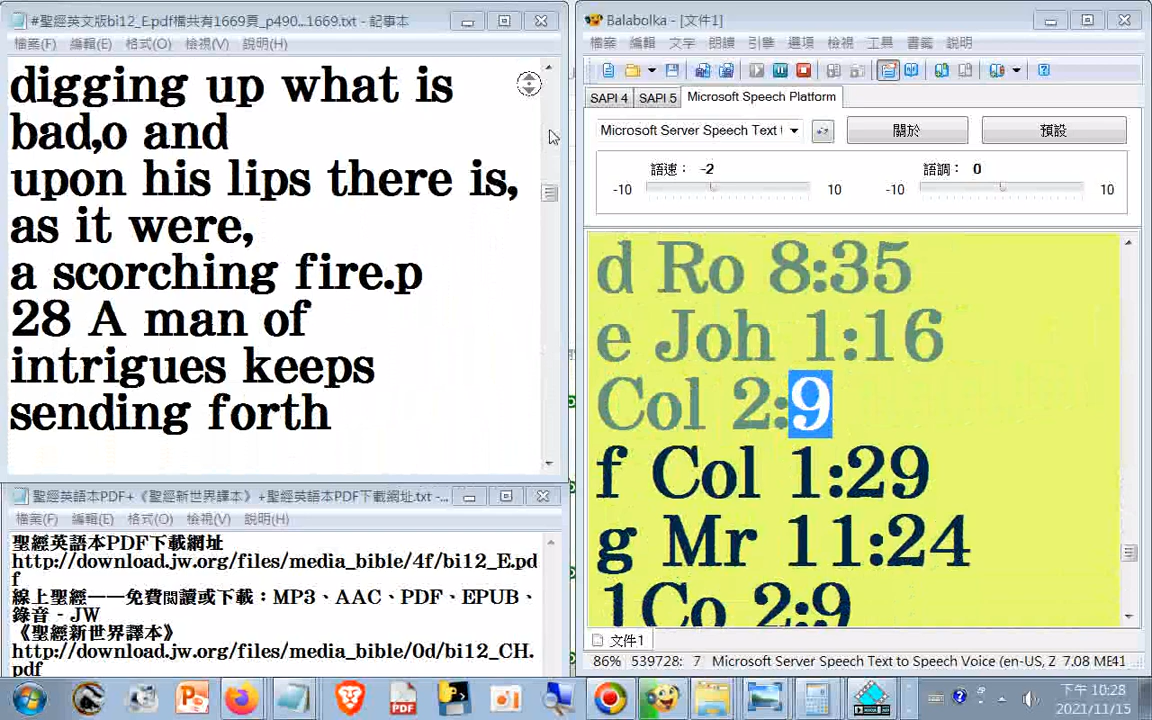 #聖經英文版bi12_E.pdf檔共有1669頁_p490...1669.txt - 記事本
檔案(F) 編輯(E) 格式(O) 檢視(V) 說明(H)
digging up what is
bad,o and
upon his lips there is,
as it were,
a scorching fire.p
28 A man of
intrigues keeps
sending forth
聖經英語本PDF+《聖經新世界譯本》+聖經英語本PDF下載網址.txt -...
檔案(F) 編輯(E) 格式(O) 檢視(V) 說明(H)
聖經英語本PDF下載網址
http://download.jw.org/files/media_bible/4f/bi12_E.pd
f
線上聖經——免費閱讀或下載：MP3、AAC、PDF、EPUB、
錄音 - JW
《聖經新世界譯本》
http://download.jw.org/files/media_bible/0d/bi12_CH.
pdf
Balabolka - [文件1]
檔案 編輯 文字 朗讀 引擎 選項 檢視 工具 書籤 說明
SAPI 4 SAPI 5 Microsoft Speech Platform
Microsoft Server Speech Text 關於 預設
語速： -2 語調： 0
-10 10 -10 10
d Ro 8:35
e Joh 1:16
Col 2:9
f Col 1:29
g Mr 11:24
1Co 2:9
文件1
86% 539728: 7 Microsoft Server Speech Text to Speech Voice (en-US, Z 7.08 ME41
下午 10:28
2021/11/15